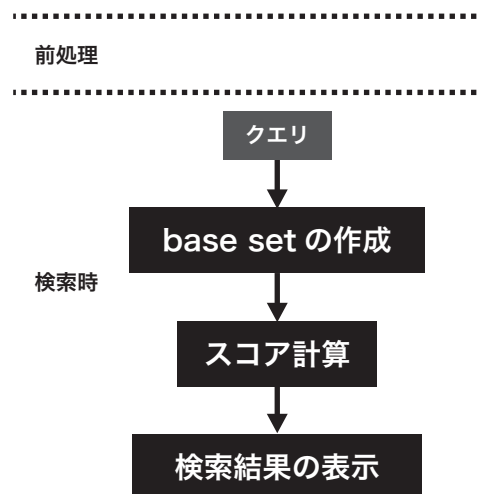 前処理
クエリ
base set の作成
検索時
スコア計算
検索結果の表示